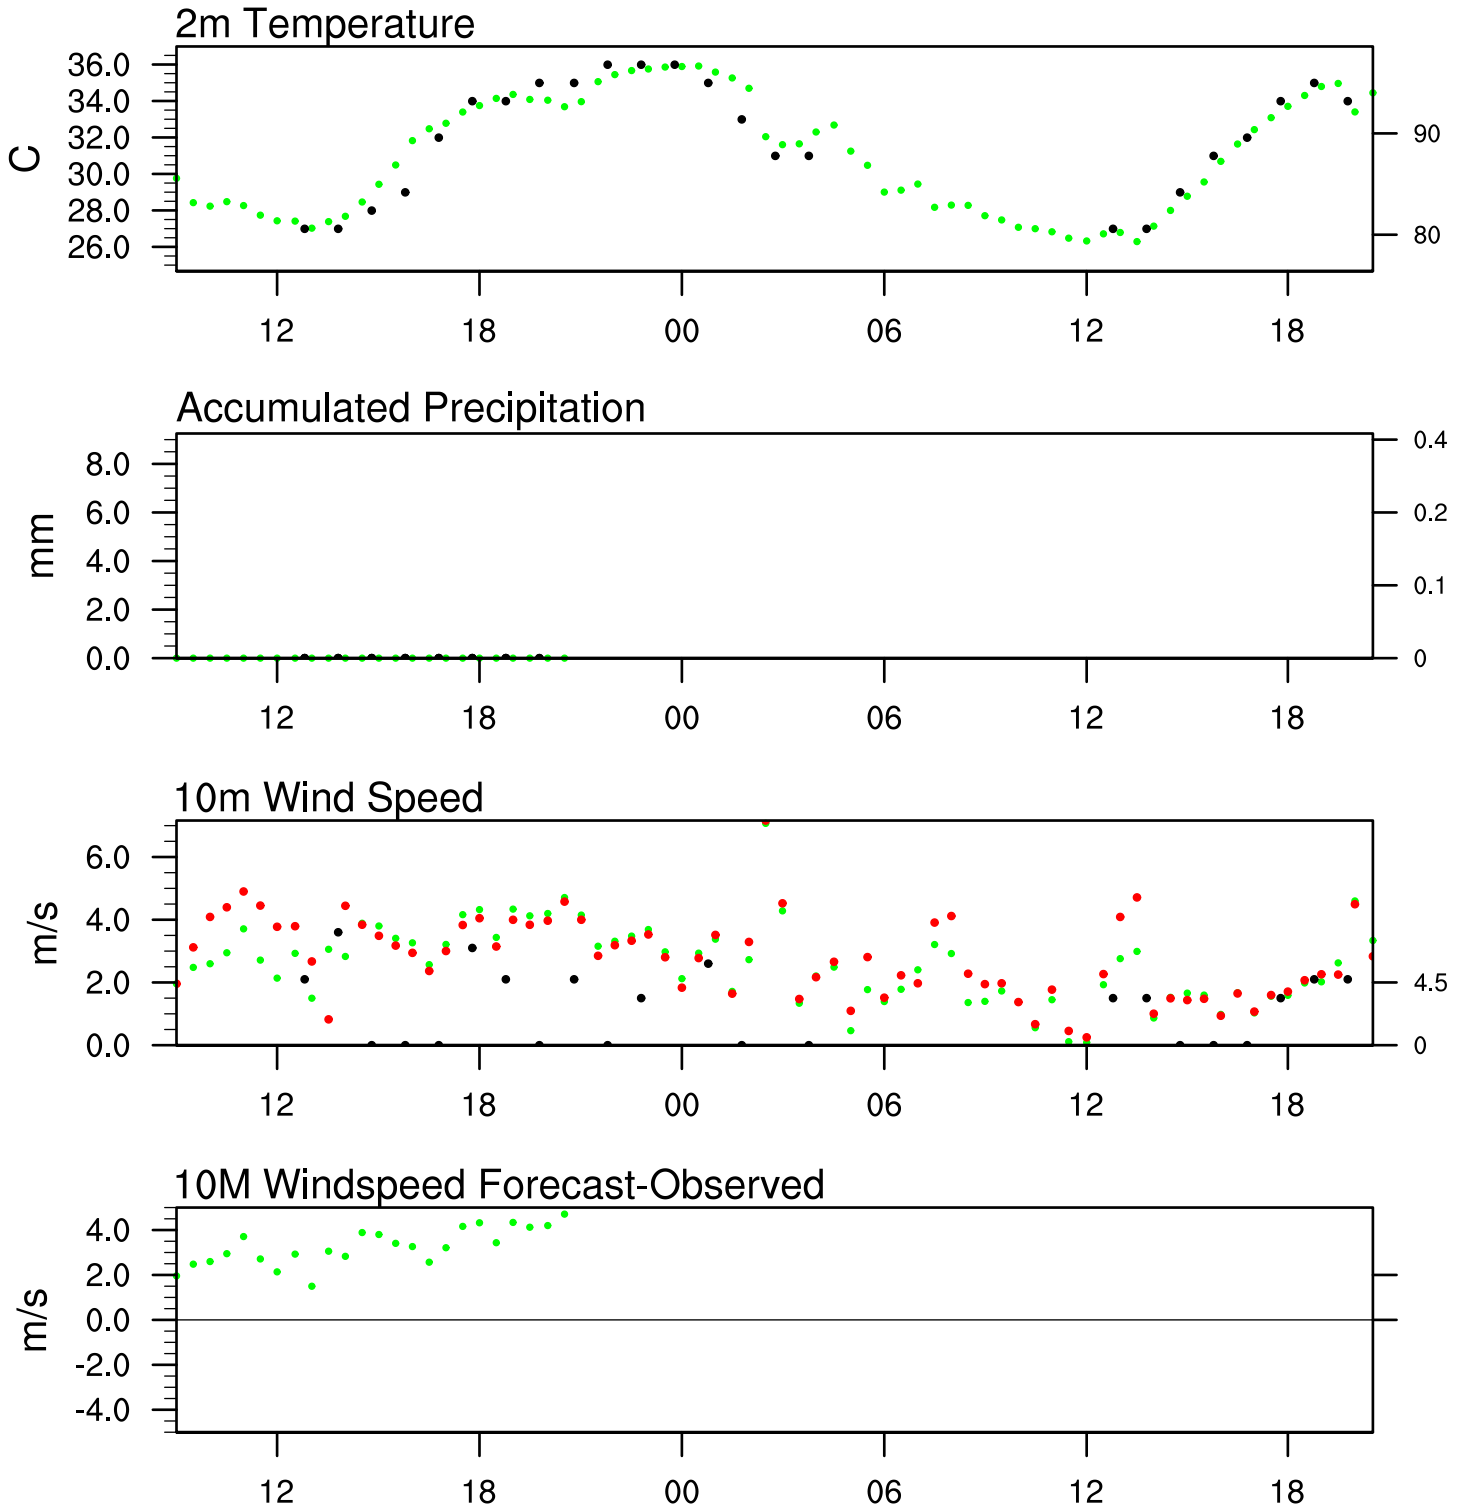 2m Temperature
36.0
34.0
32.0
30.0
28.0
26.0
C
90
80
12 18 00 06 12 18
Accumulated Precipitation
8.0
6.0
4.0
2.0
0.0
mm
0.4
0.2
0.1
0
12 18 00 06 12 18
10m Wind Speed
6.0
4.0
2.0
0.0
m/s
4.5
0
12 18 00 06 12 18
10M Windspeed Forecast-Observed
4.0
2.0
0.0
-2.0
-4.0
m/s
12 18 00 06 12 18